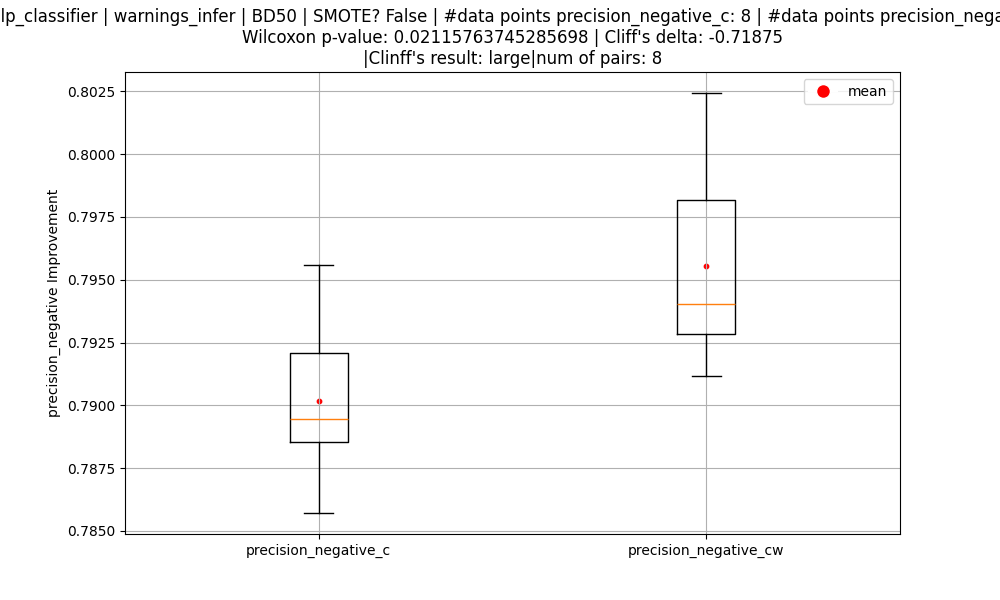 lp_classifier | warnings_infer | BD50 | SMOTE? False | #data points precision_negative_c: 8 | #data points precision_nega
Wilcoxon p-value: 0.02115763745285698 | Cliff's delta: -0.71875
|Clinff's result: large|num of pairs: 8
mean
0.8025
0.8000
0.7975
0.7950
0.7925
0.7900
0.7875
0.7850
precision_negative Improvement
precision_negative_c
precision_negative_cw